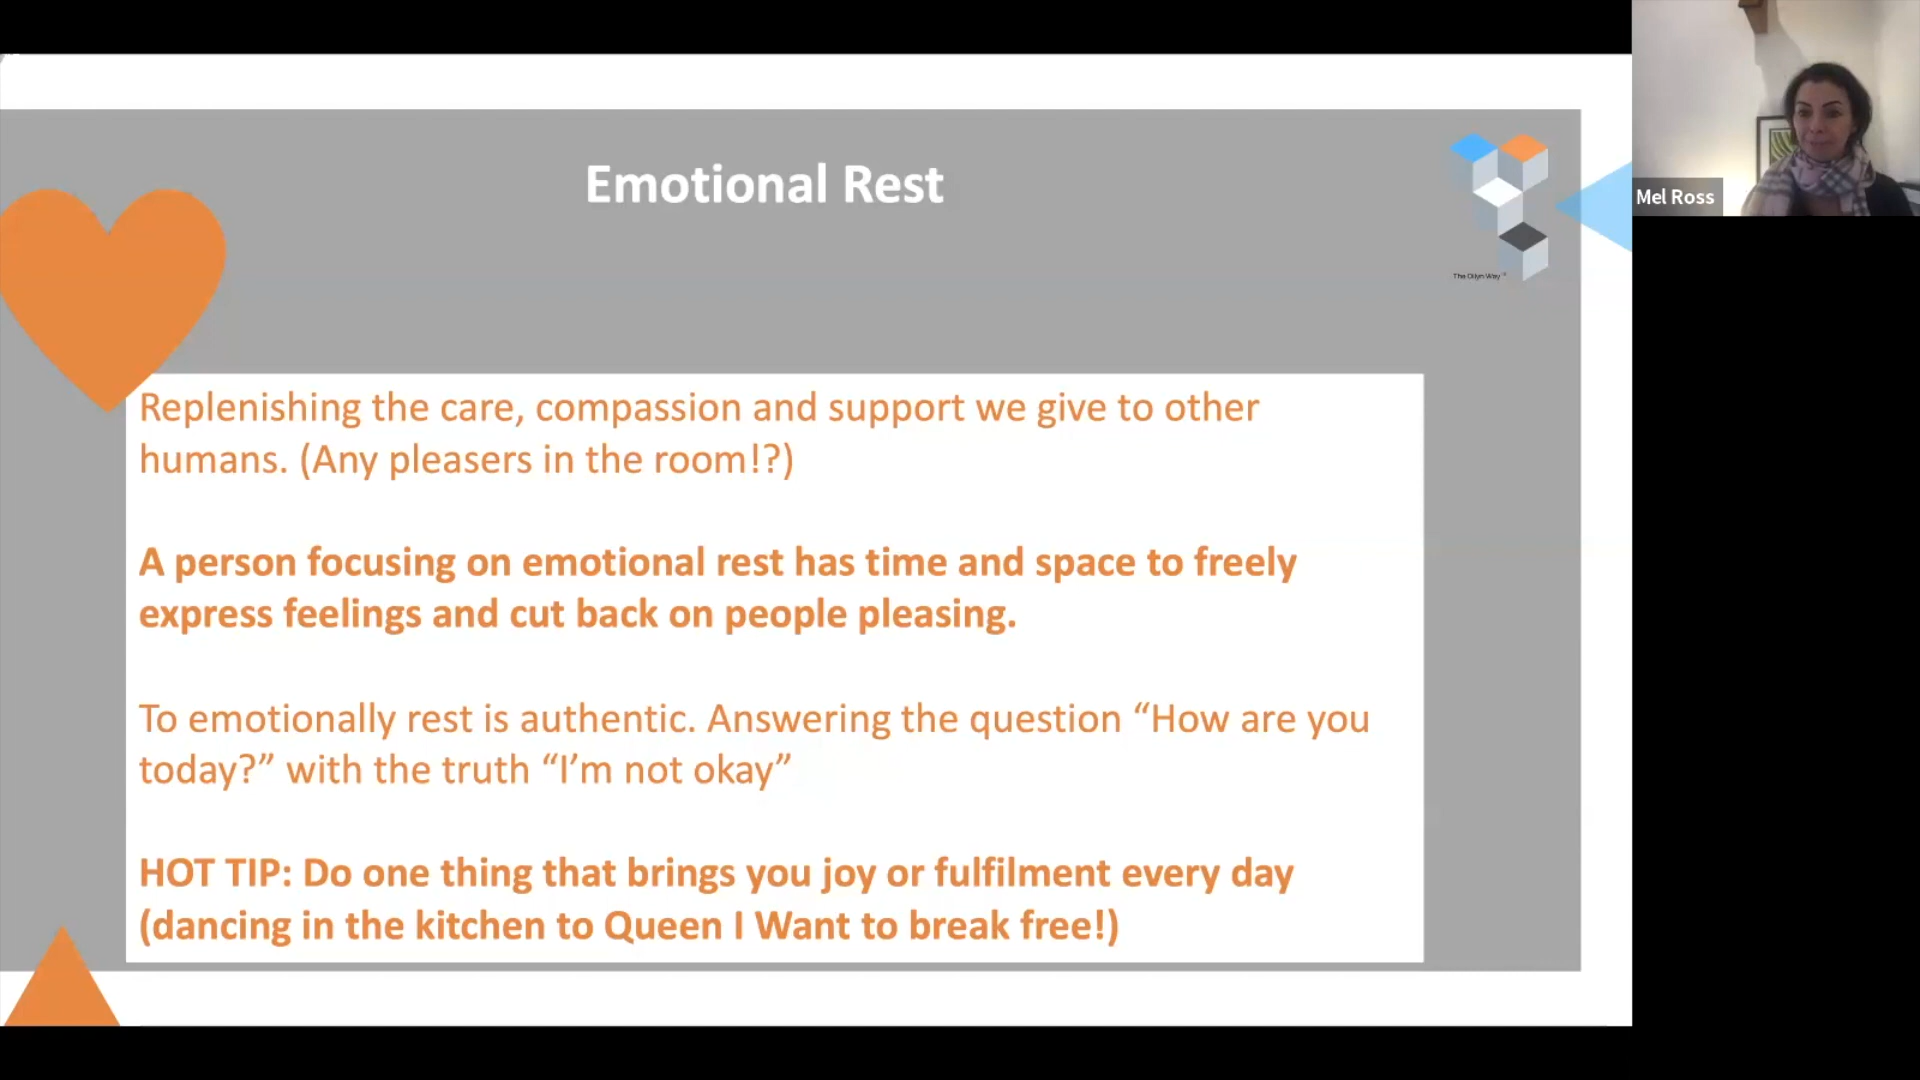 Emotional Rest
The Oilyn Way
Mel Ross
Replenishing the care, compassion and support we give to other
humans. (Any pleasers in the room!?)
A person focusing on emotional rest has time and space to freely
express feelings and cut back on people pleasing.
To emotionally rest is authentic. Answering the question “How are you
today?” with the truth “I’m not okay”
HOT TIP: Do one thing that brings you joy or fulfilment every day
(dancing in the kitchen to Queen I Want to break free!)